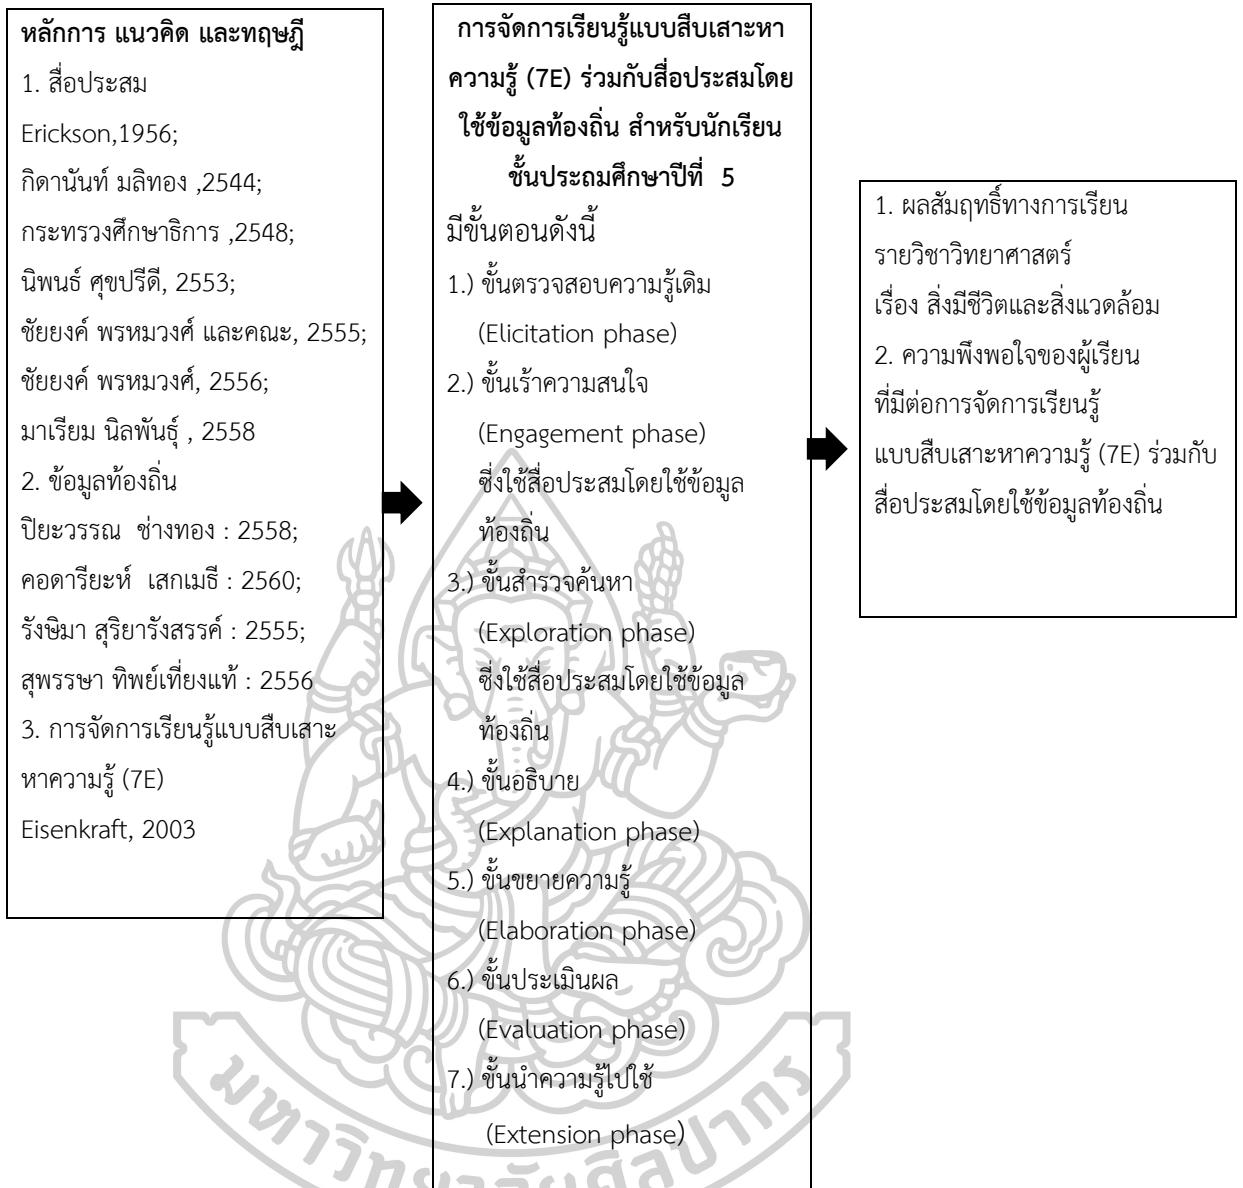 หลักการ แนวคิด และทฤษฎี
1. สื่อประสม
Erickson,1956;
กิดานันท์ มลิทอง ,2544;
กระทรวงศึกษาธิการ ,2548;
นิพนธ์ ศุขปรีดี, 2553;
ชัยยงค์ พรหมวงศ์ และคณะ, 2555;
ชัยยงค์ พรหมวงศ์, 2556;
มาเรียม นิลพันธุ์ , 2558
2. ข้อมูลท้องถิ่น
ปิยะวรรณ ช่างทอง : 2558;
คอดารียะห์ เสกเมธี : 2560;
รังษิมา สุริยารังสรรค์ : 2555;
สุพรรษา ทิพย์เที่ยงแท้ : 2556
3. การจัดการเรียนรู้แบบสืบเสาะ
หาความรู้ (7E)
Eisenkraft, 2003
การจัดการเรียนรู้แบบสืบเสาะหา
ความรู้ (7E) ร่วมกับสื่อประสมโดย
ใช้ข้อมูลท้องถิ่น สำหรับนักเรียน
ชั้นประถมศึกษาปีที่ 5
มีขั้นตอนดังนี้
1.) ขั้นตรวจสอบความรู้เดิม
(Elicitation phase)
2.) ขั้นเร้าความสนใจ
(Engagement phase)
ซึ่งใช้สื่อประสมโดยใช้ข้อมูล
ท้องถิ่น
3.) ขั้นสำรวจค้นหา
(Exploration phase)
ซึ่งใช้สื่อประสมโดยใช้ข้อมูล
ท้องถิ่น
4.) ขั้นอธิบาย
(Explanation phase)
5.) ขั้นขยายความรู้
(Elaboration phase)
6.) ขั้นประเมินผล
(Evaluation phase)
7.) ขั้นนำความรู้ไปใช้
(Extension phase)
1. ผลสัมฤทธิ์ทางการเรียน
รายวิชาวิทยาศาสตร์
เรื่อง สิ่งมีชีวิตและสิ่งแวดล้อม
2. ความพึงพอใจของผู้เรียน
ที่มีต่อการจัดการเรียนรู้
แบบสืบเสาะหาความรู้ (7E) ร่วมกับ
สื่อประสมโดยใช้ข้อมูลท้องถิ่น
มหาวิทยาลัยศิลปากร